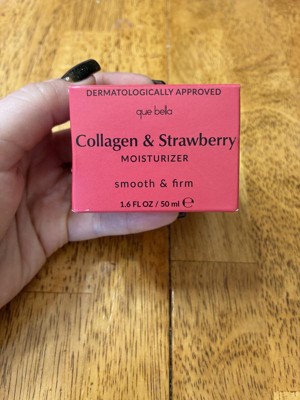 DERMATOLOGICALLY APPROVED
que bella
Collagen & Strawberry
MOISTURIZER
smooth & firm
1.6 FL OZ / 50 ml ℮